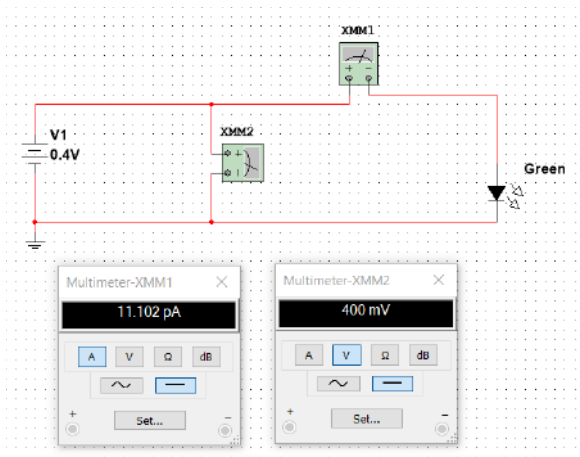 XMM1
+ −
V1
0.4V
XMM2
+
Green
Multimeter-XMM1
11.102 pA
A V Ω dB
Set...
+ −
Multimeter-XMM2
400 mV
A V Ω dB
Set...
+ −